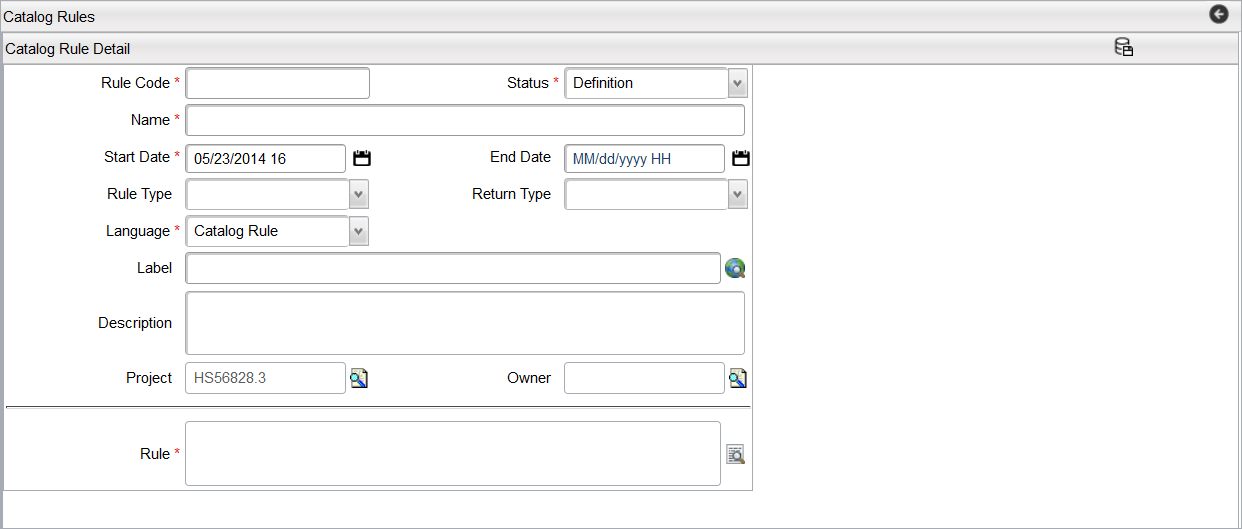 Catalog Rules
Catalog Rule Detail
Rule Code * Status * Definition
Name *
Start Date * 05/23/2014 16 End Date MM/dd/yyyy HH
Rule Type Return Type
Language * Catalog Rule
Label
Description
Project HS56828.3 Owner
Rule *